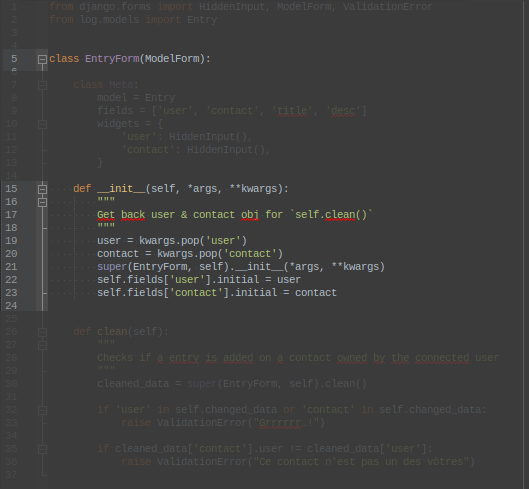 1 from django.forms import HiddenInput, ModelForm, ValidationError
2 from log.models import Entry
3
4
5 class EntryForm(ModelForm):
6
7 class Meta:
8 model = Entry
9 fields = ['user', 'contact', 'title', 'desc']
10 widgets = {
11 'user': HiddenInput(),
12 'contact': HiddenInput(),
13 }
15 def __init__(self, *args, **kwargs):
16 """
17 Get back user & contact obj for `self.clean()`
18 """
19 user = kwargs.pop('user')
20 contact = kwargs.pop('contact')
21 super(EntryForm, self).__init__(*args, **kwargs)
22 self.fields['user'].initial = user
23 self.fields['contact'].initial = contact
24
25
26 def clean(self):
27 """
28 Checks if a entry is added on a contact owned by the connected user
29 """
30 cleaned_data = super(EntryForm, self).clean()
31
32 if 'user' in self.changed_data or 'contact' in self.changed_data:
33 raise ValidationError("Grrrrrr !")
34
35 if cleaned_data['contact'].user != cleaned_data['user']:
36 raise ValidationError("Ce contact n'est pas un des vôtres")
37